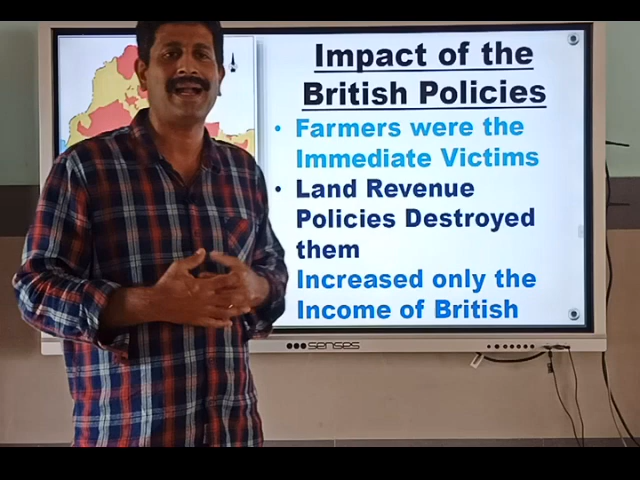 Impact of the
British Policies
• Farmers were the
Immediate Victims
• Land Revenue
Policies Destroyed
them
Increased only the
Income of British
senses